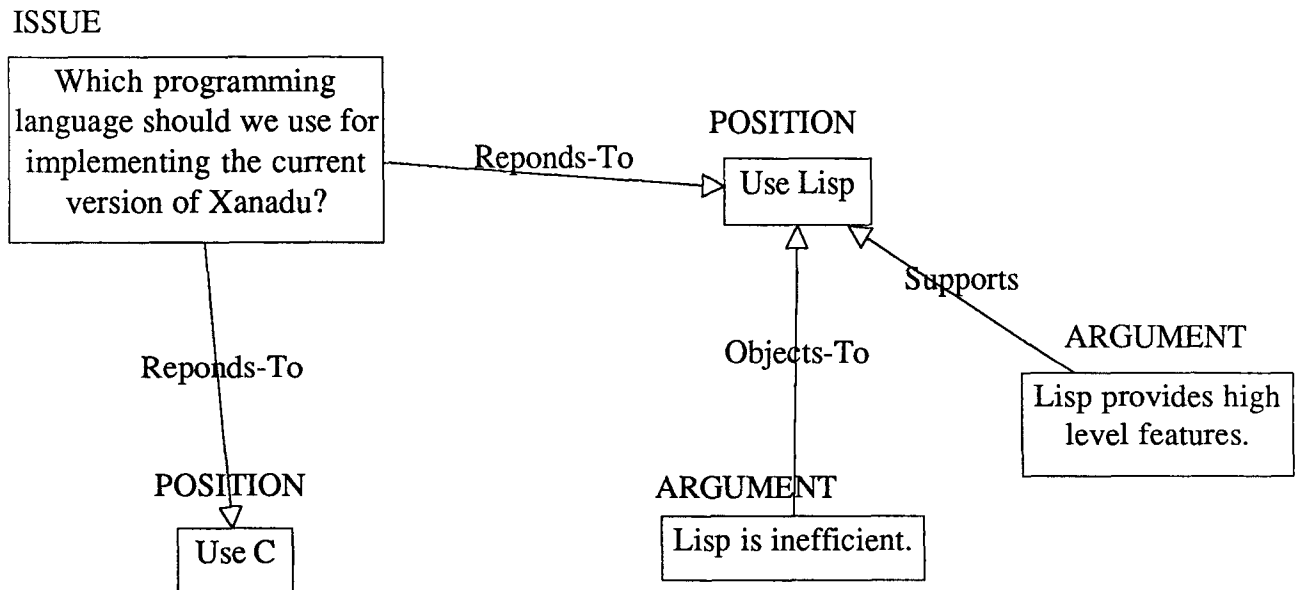 ISSUE
Which programming
language should we use for
implementing the current
version of Xanadu?
Reponds-To
POSITION
Use Lisp
Supports
Objects-To
ARGUMENT
Lisp provides high
level features.
Reponds-To
POSITION
Use C
ARGUMENT
Lisp is inefficient.